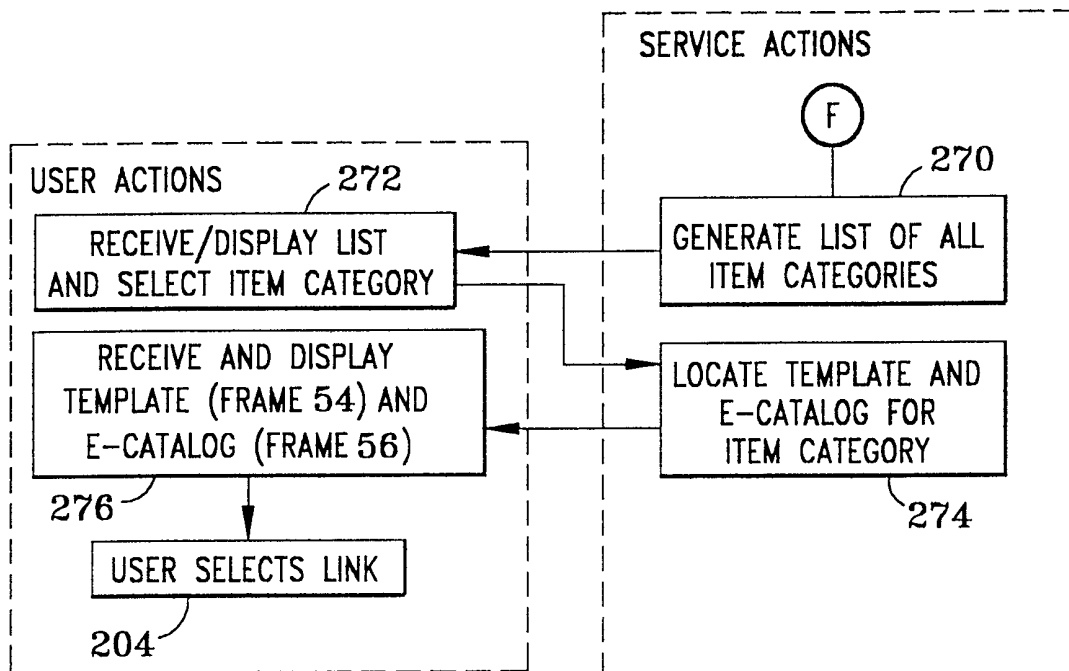 SERVICE ACTIONS
F
270
GENERATE LIST OF ALL
ITEM CATEGORIES
USER ACTIONS
272
RECEIVE/DISPLAY LIST
AND SELECT ITEM CATEGORY
RECEIVE AND DISPLAY
TEMPLATE (FRAME 54) AND
E-CATALOG (FRAME 56)
276
LOCATE TEMPLATE AND
E-CATALOG FOR
ITEM CATEGORY
274
USER SELECTS LINK
204